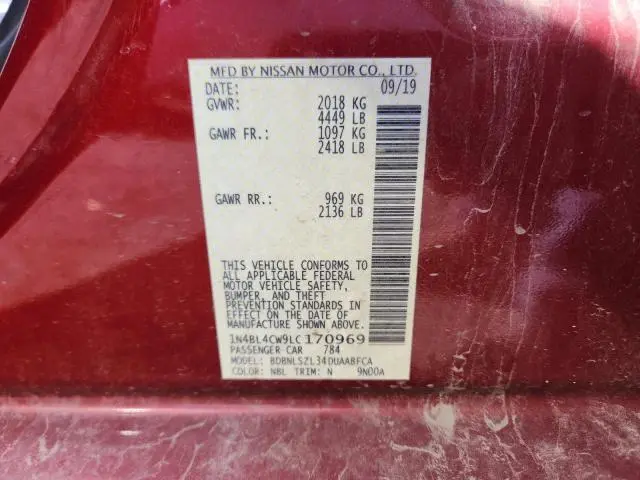 MFD BY NISSAN MOTOR CO., LTD.
DATE: 09/19
GVWR: 2018 KG
4449 LB
GAWR FR.: 1097 KG
2418 LB
GAWR RR.: 969 KG
2136 LB
THIS VEHICLE CONFORMS TO
ALL APPLICABLE FEDERAL
MOTOR VEHICLE SAFETY,
BUMPER, AND THEFT
PREVENTION STANDARDS IN
EFFECT ON THE DATE OF
MANUFACTURE SHOWN ABOVE.
1N4BL4CW9LC170969
PASSENGER CAR 784
MODEL: BDBNLSZL34DUAABFCA
COLOR: NBL TRIM: N 9N00A